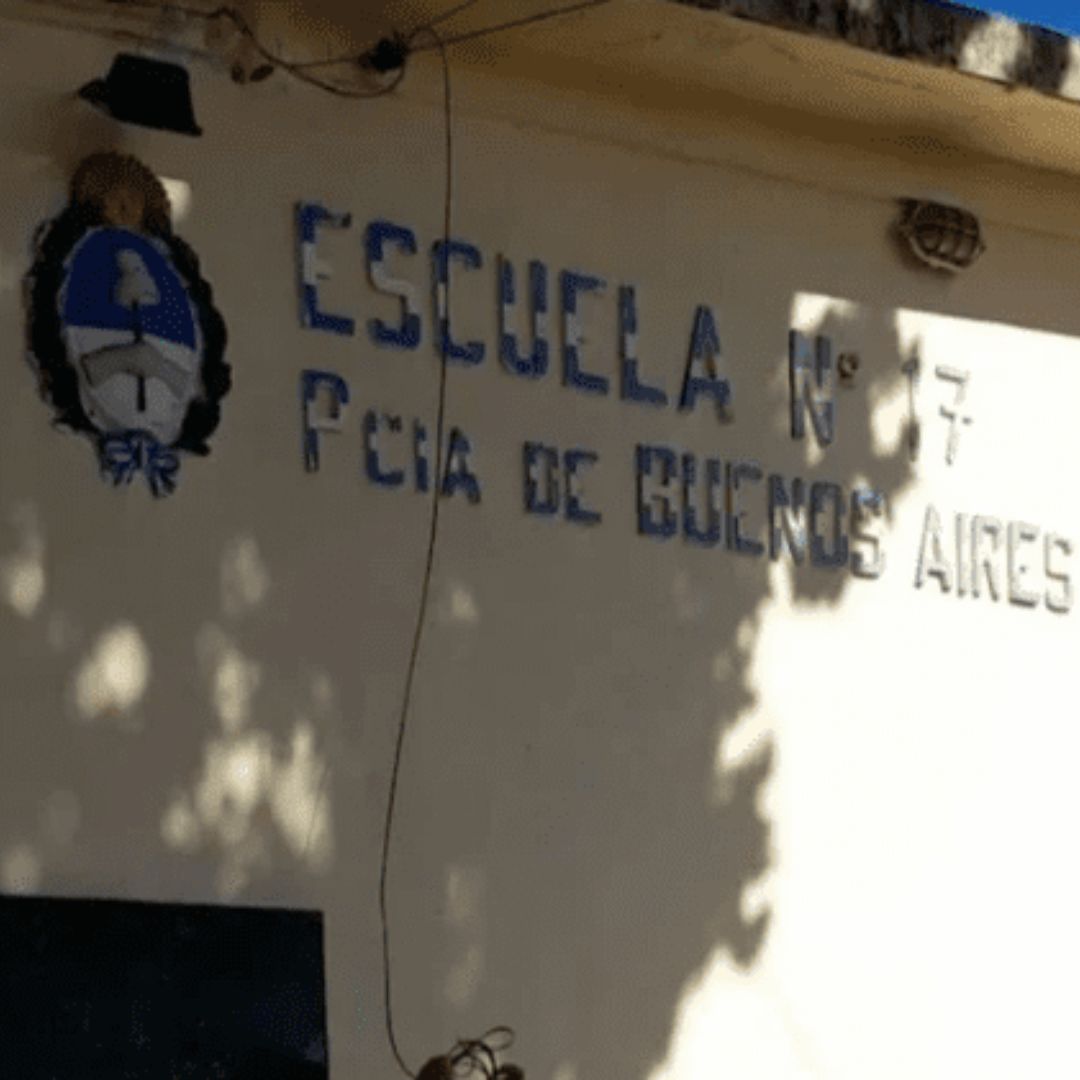 ESCUELA N° 17
PCIA DE BUENOS AIRES